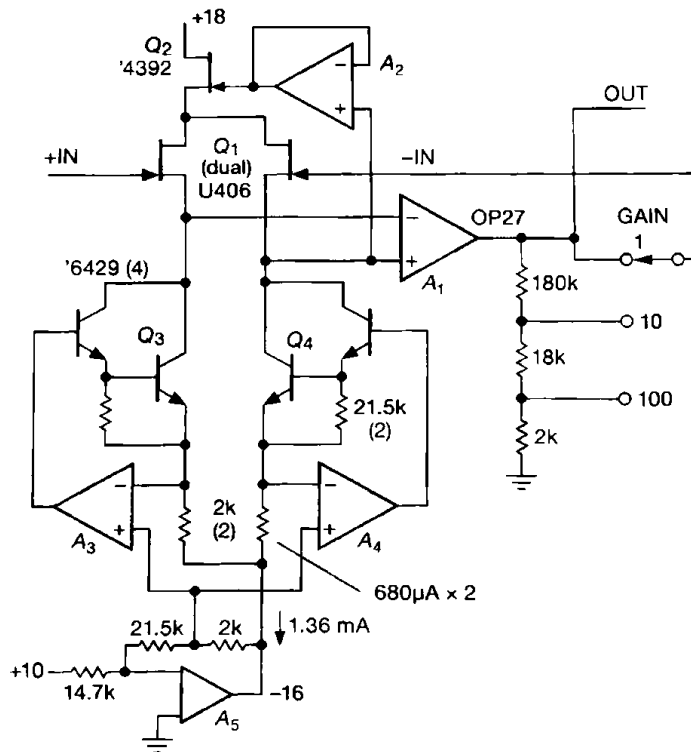 +18
Q2
'4392
−
+
A2
OUT
+IN
Q1
(dual)
U406
−IN
−
+
OP27
A1
GAIN
1
180k
10
18k
100
2k
'6429 (4)
Q3
Q4
21.5k
(2)
−
+
A3
2k
(2)
−
+
A4
680µA × 2
21.5k
2k
1.36 mA
+10
14.7k
A5
−16